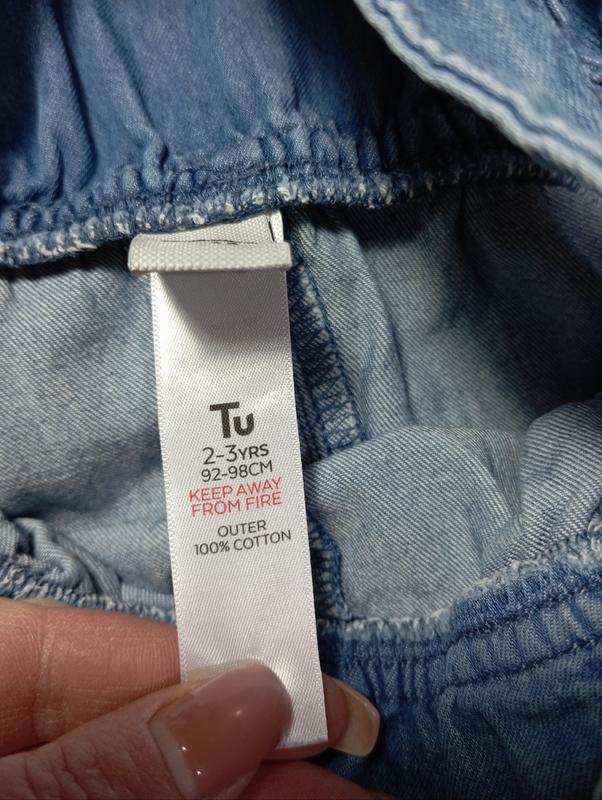 Tu
2-3YRS
92-98CM
KEEP AWAY
FROM FIRE
OUTER
100% COTTON